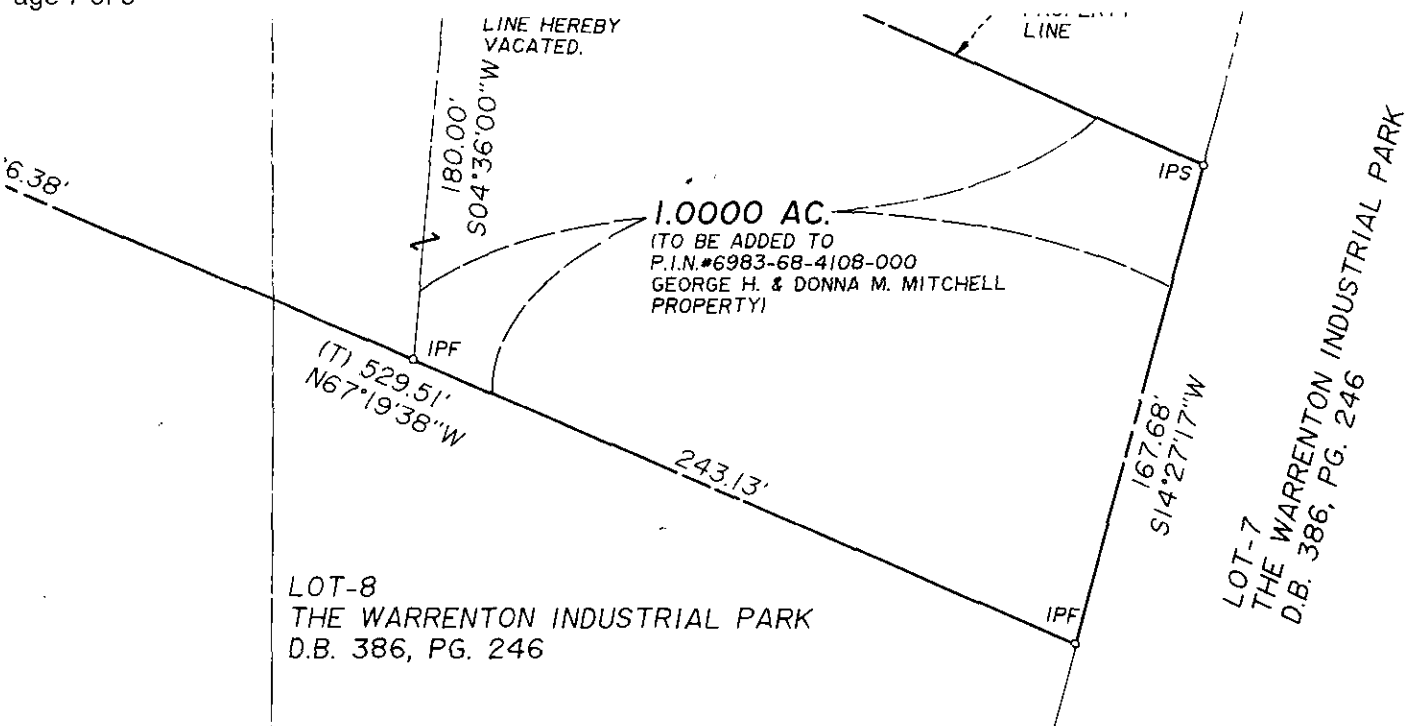 LINE HEREBY
VACATED.
LINE
180.00'
S04°36'00"W
6.38'
IPS
1.0000 AC.
(TO BE ADDED TO
P.I.N.#6983-68-4108-000
GEORGE H. & DONNA M. MITCHELL
PROPERTY)
IPF
(T) 529.51'
N67°19'38"W
243.13'
167.68'
S14°27'17"W
IPF
LOT-7
THE WARRENTON INDUSTRIAL PARK
D.B. 386, PG. 246
LOT-8
THE WARRENTON INDUSTRIAL PARK
D.B. 386, PG. 246